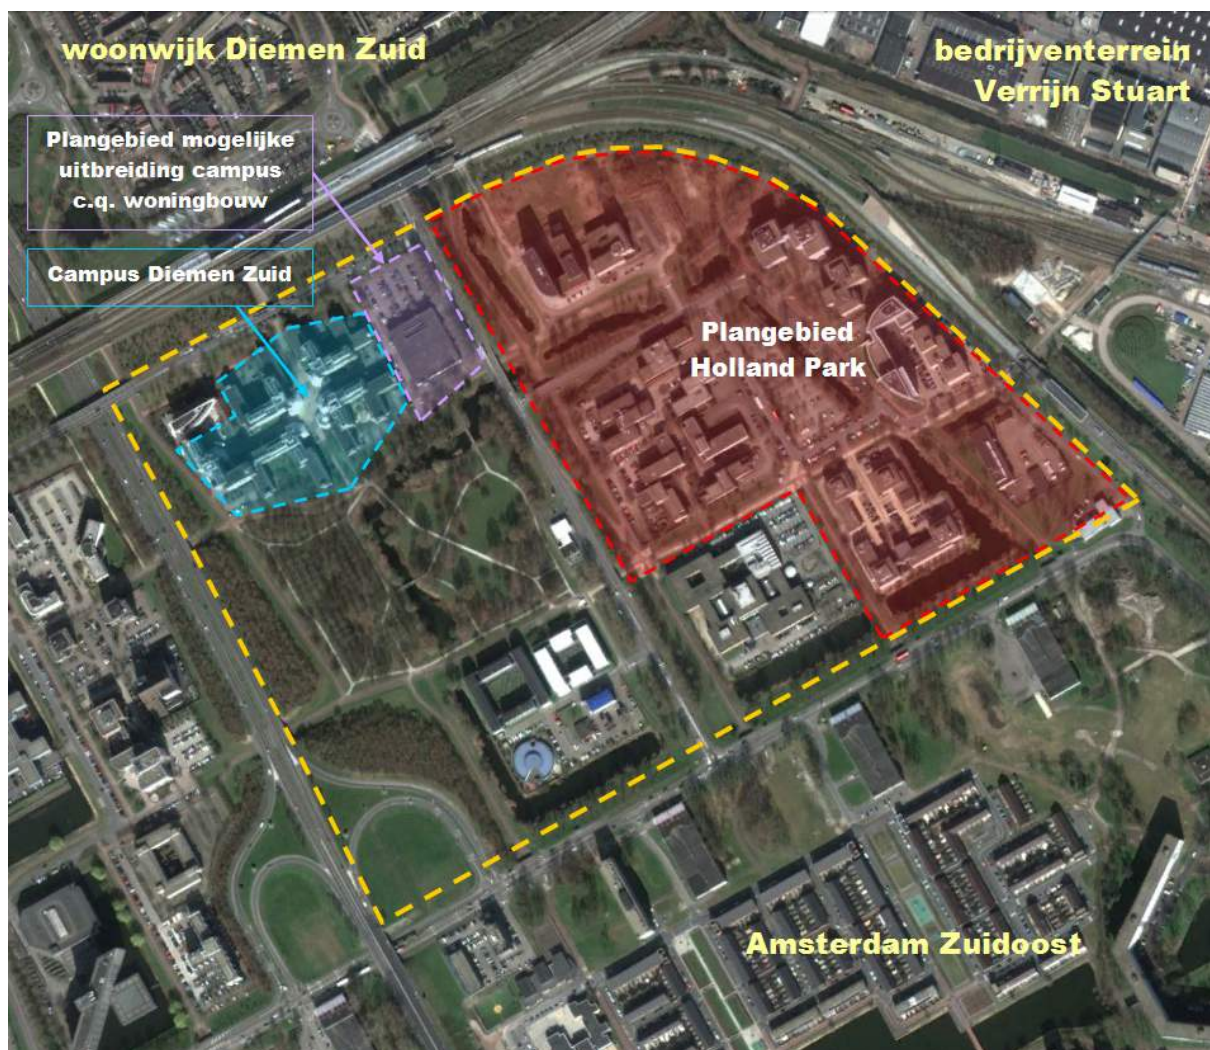 woonwijk Diemen Zuid
bedrijventerrein
Verrijn Stuart
Plangebied mogelijke
uitbreiding campus
c.q. woningbouw
Campus Diemen Zuid
Plangebied
Holland Park
Amsterdam Zuidoost